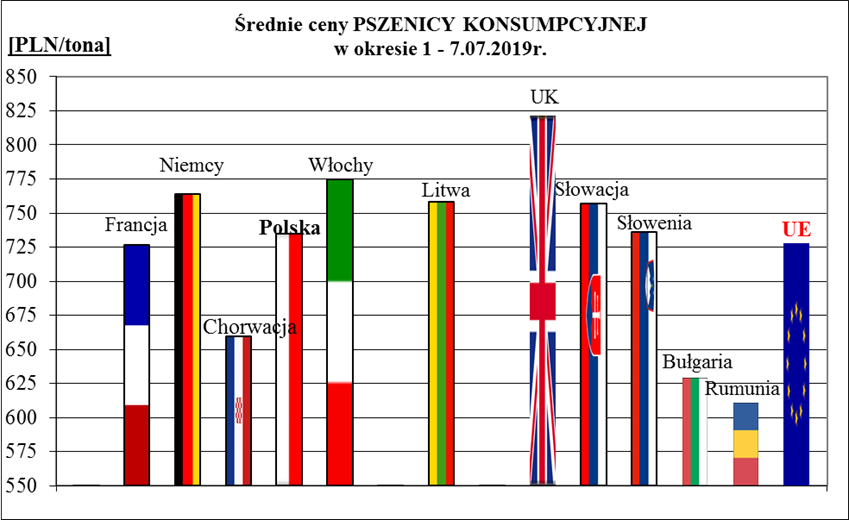 Średnie ceny PSZENICY KONSUMPCYJNEJ
w okresie 1 - 7.07.2019r.
[PLN/tona]
850
825
800
775
750
725
700
675
650
625
600
575
550
Francja
Niemcy
Chorwacja
Polska
Włochy
Litwa
UK
Słowacja
Słowenia
Bułgaria
Rumunia
UE